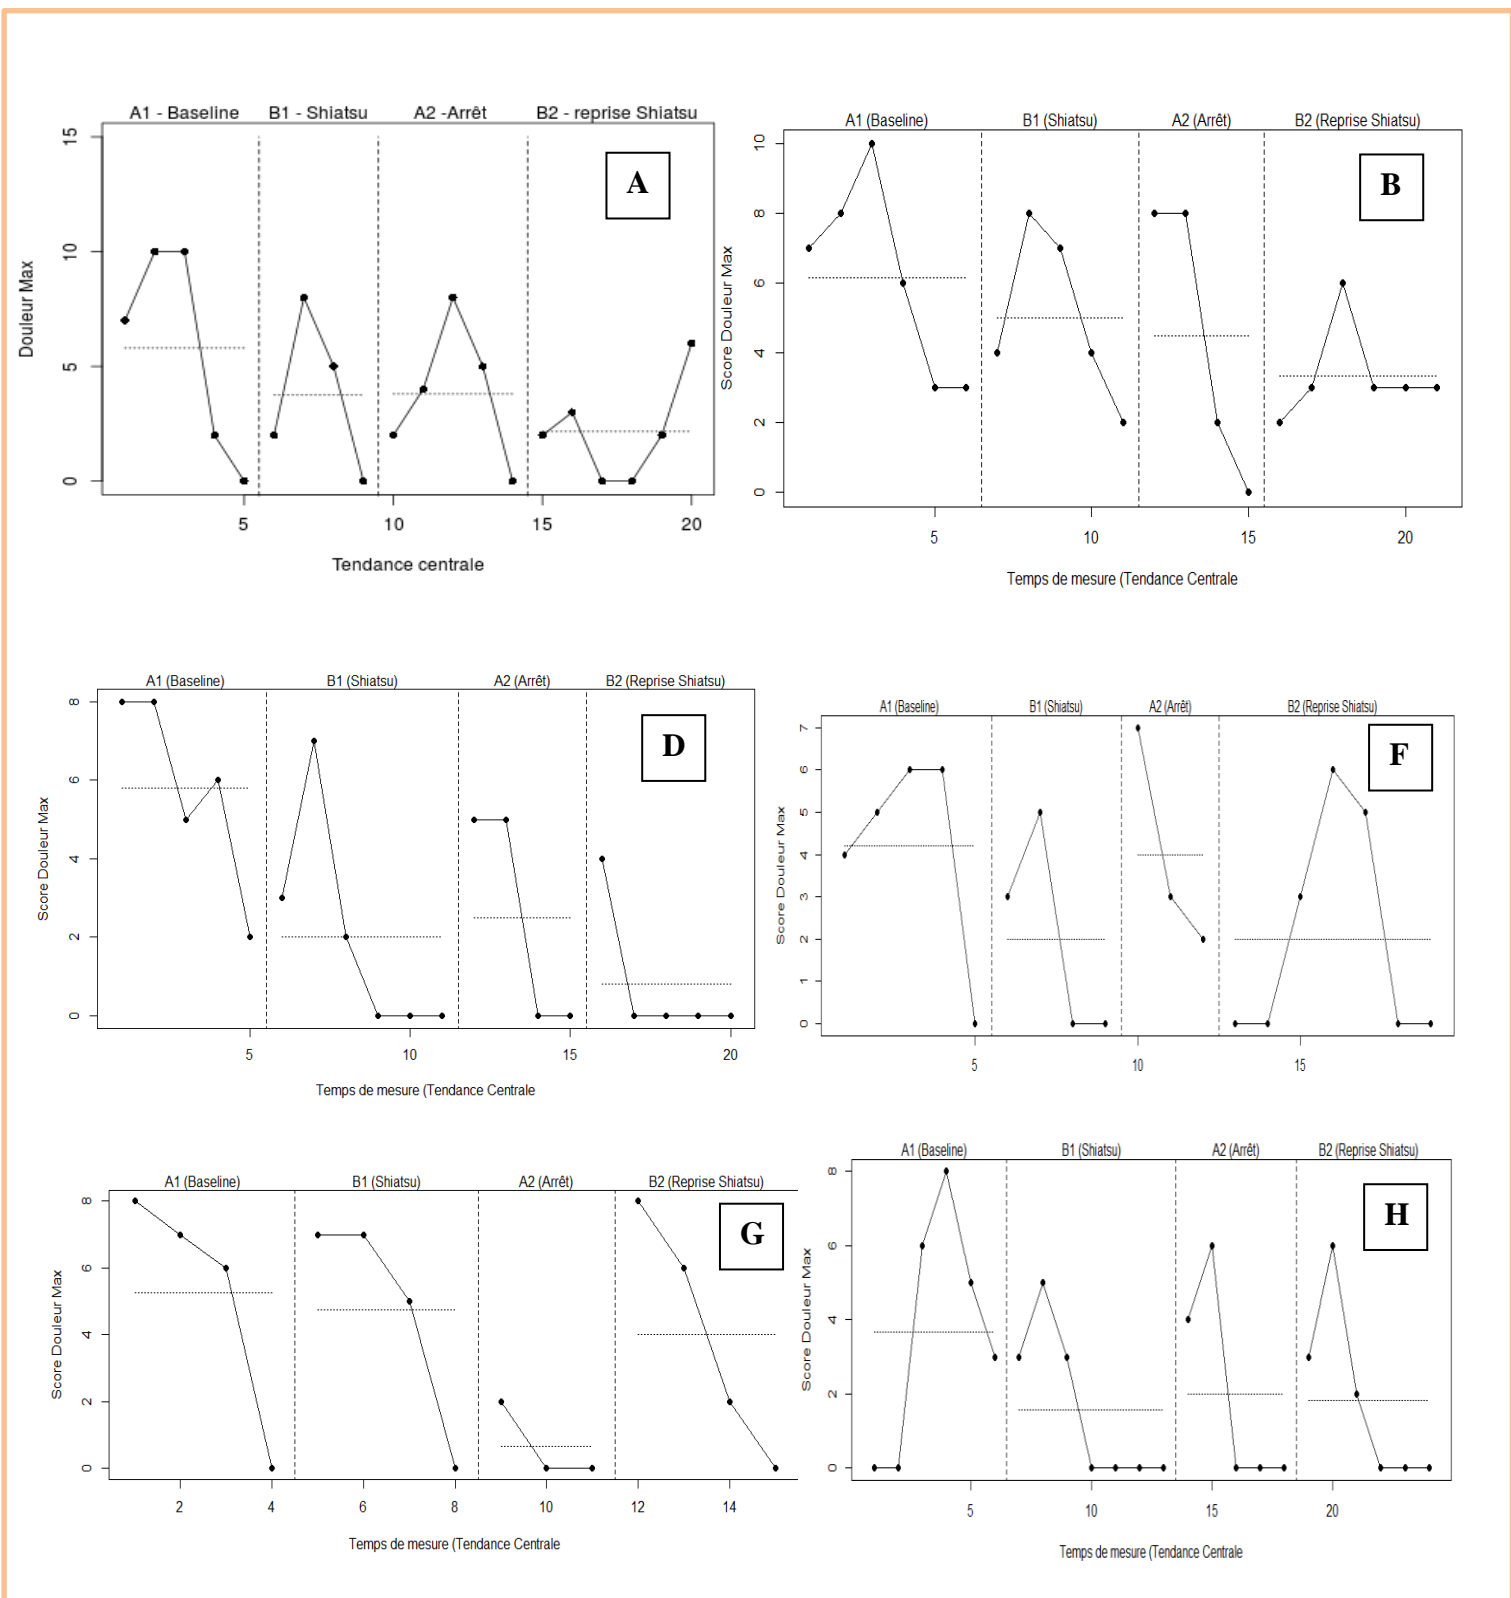 A1 - Baseline B1 - Shiatsu A2 -Arrêt B2 - reprise Shiatsu
15
10
5
0
Douleur Max
A
5 10 15 20
Tendance centrale
A1 (Baseline) B1 (Shiatsu) A2 (Arrêt) B2 (Reprise Shiatsu)
10
8
6
4
2
0
Score Douleur Max
B
5 10 15 20
Temps de mesure (Tendance Centrale
A1 (Baseline) B1 (Shiatsu) A2 (Arrêt) B2 (Reprise Shiatsu)
8
6
4
2
0
Score Douleur Max
D
5 10 15 20
Temps de mesure (Tendance Centrale
A1 (Baseline) B1 (Shiatsu) A2 (Arrêt) B2 (Reprise Shiatsu)
7
6
5
4
3
2
1
0
Score Douleur Max
F
5 10 15
A1 (Baseline) B1 (Shiatsu) A2 (Arrêt) B2 (Reprise Shiatsu)
8
6
4
2
0
Score Douleur Max
G
2 4 6 8 10 12 14
Temps de mesure (Tendance Centrale
A1 (Baseline) B1 (Shiatsu) A2 (Arrêt) B2 (Reprise Shiatsu)
8
6
4
2
0
Score Douleur Max
H
5 10 15 20
Temps de mesure (Tendance Centrale